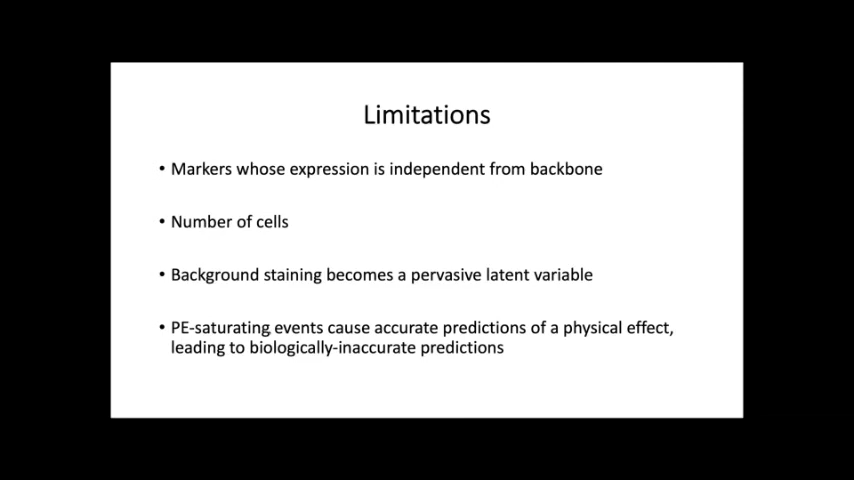 Limitations
• Markers whose expression is independent from backbone
• Number of cells
• Background staining becomes a pervasive latent variable
• PE-saturating events cause accurate predictions of a physical effect,
leading to biologically-inaccurate predictions